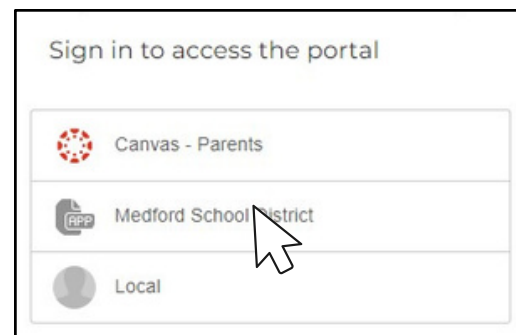 Sign in to access the portal
Canvas - Parents
APP
Medford School District
Local